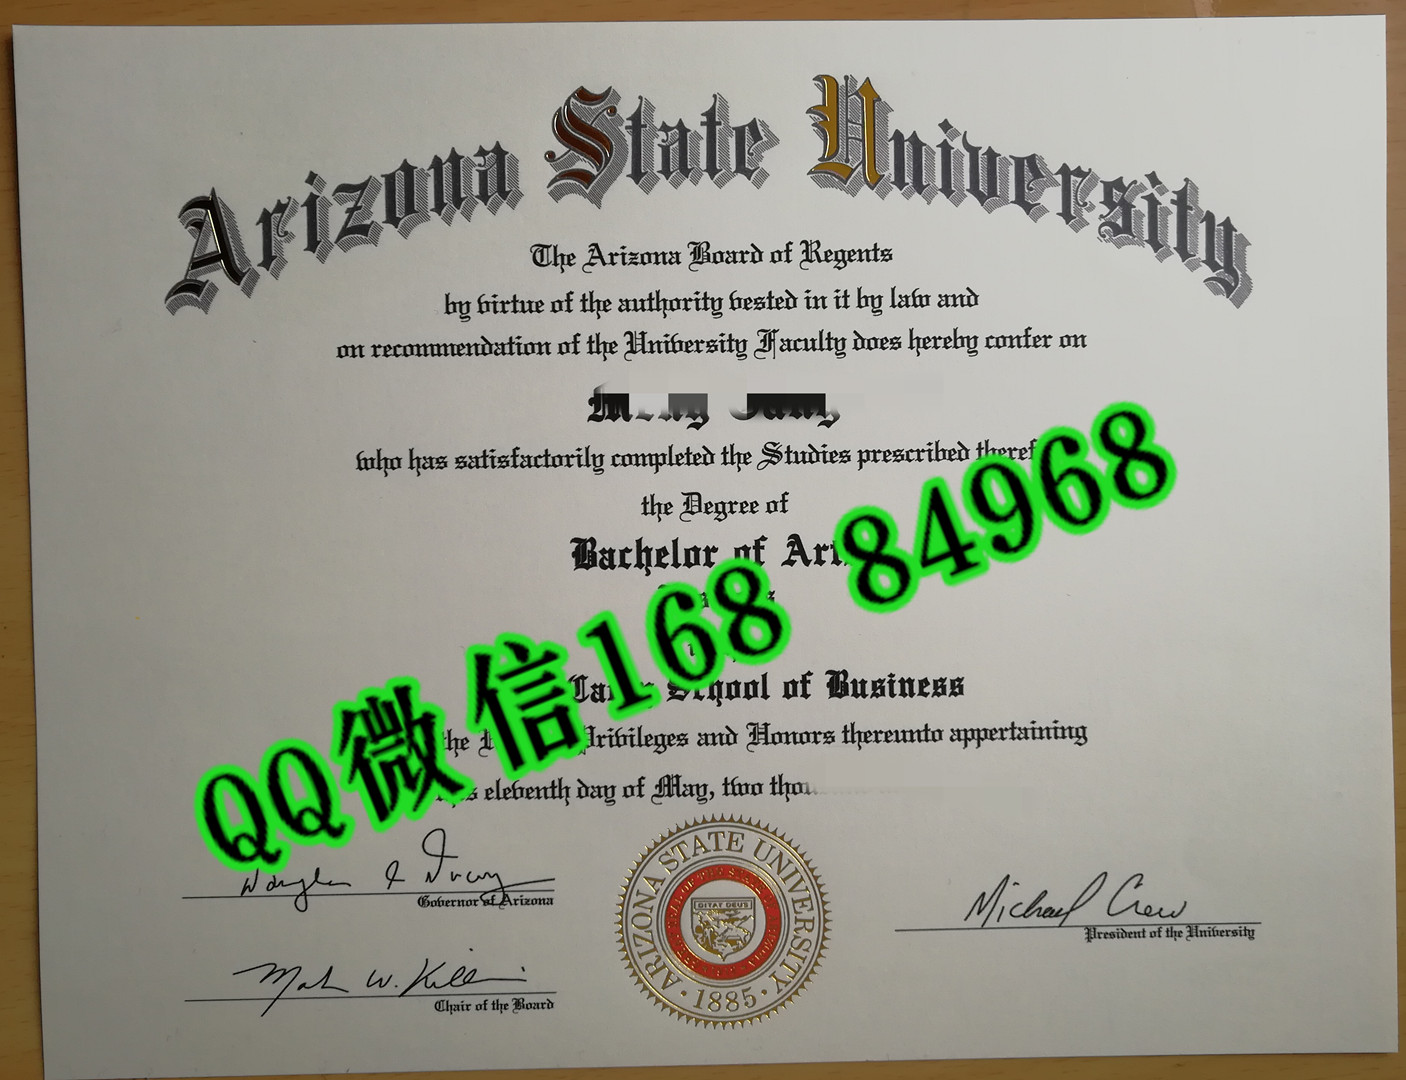 Arizona State University
The Arizona Board of Regents
by virtue of the authority vested in it by law and
on recommendation of the University Faculty does hereby confer on
who has satisfactorily completed the Studies prescribed
the Degree of
Bachelor of
School of Business
the Privileges and Honors thereunto appertaining
eleventh day of May, two
QQ微信168 84968
Governor of Arizona
Chair of the Board
ARIZONA STATE UNIVERSITY
DITAT DEUS
· 1885 ·
Michael Crow
President of the University